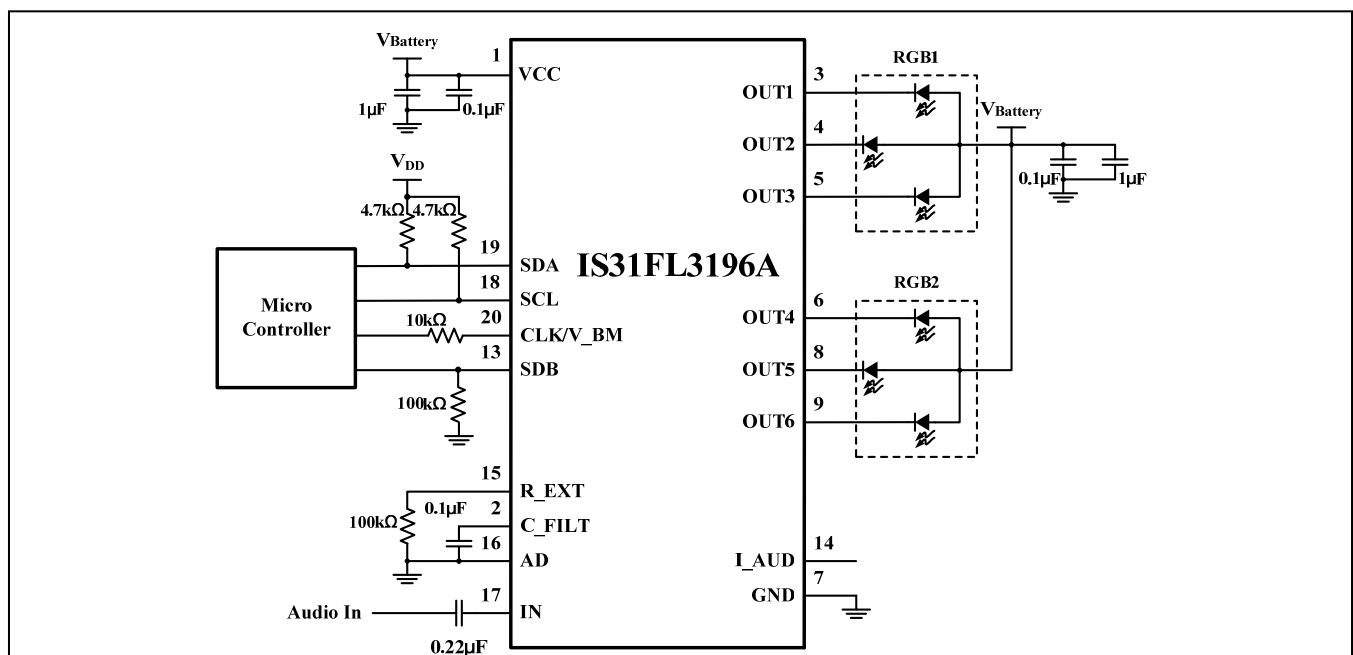 VBattery
1
VCC
1µF
0.1µF
VDD
4.7kΩ
4.7kΩ
19
SDA
18
SCL
Micro
Controller
10kΩ
20
CLK/V_BM
13
SDB
100kΩ
15
R_EXT
100kΩ
0.1µF
2
C_FILT
16
AD
Audio In
17
IN
0.22µF
IS31FL3196A
RGB1
3
OUT1
4
OUT2
5
OUT3
VBattery
0.1µF
1µF
RGB2
6
OUT4
8
OUT5
9
OUT6
14
I_AUD
7
GND